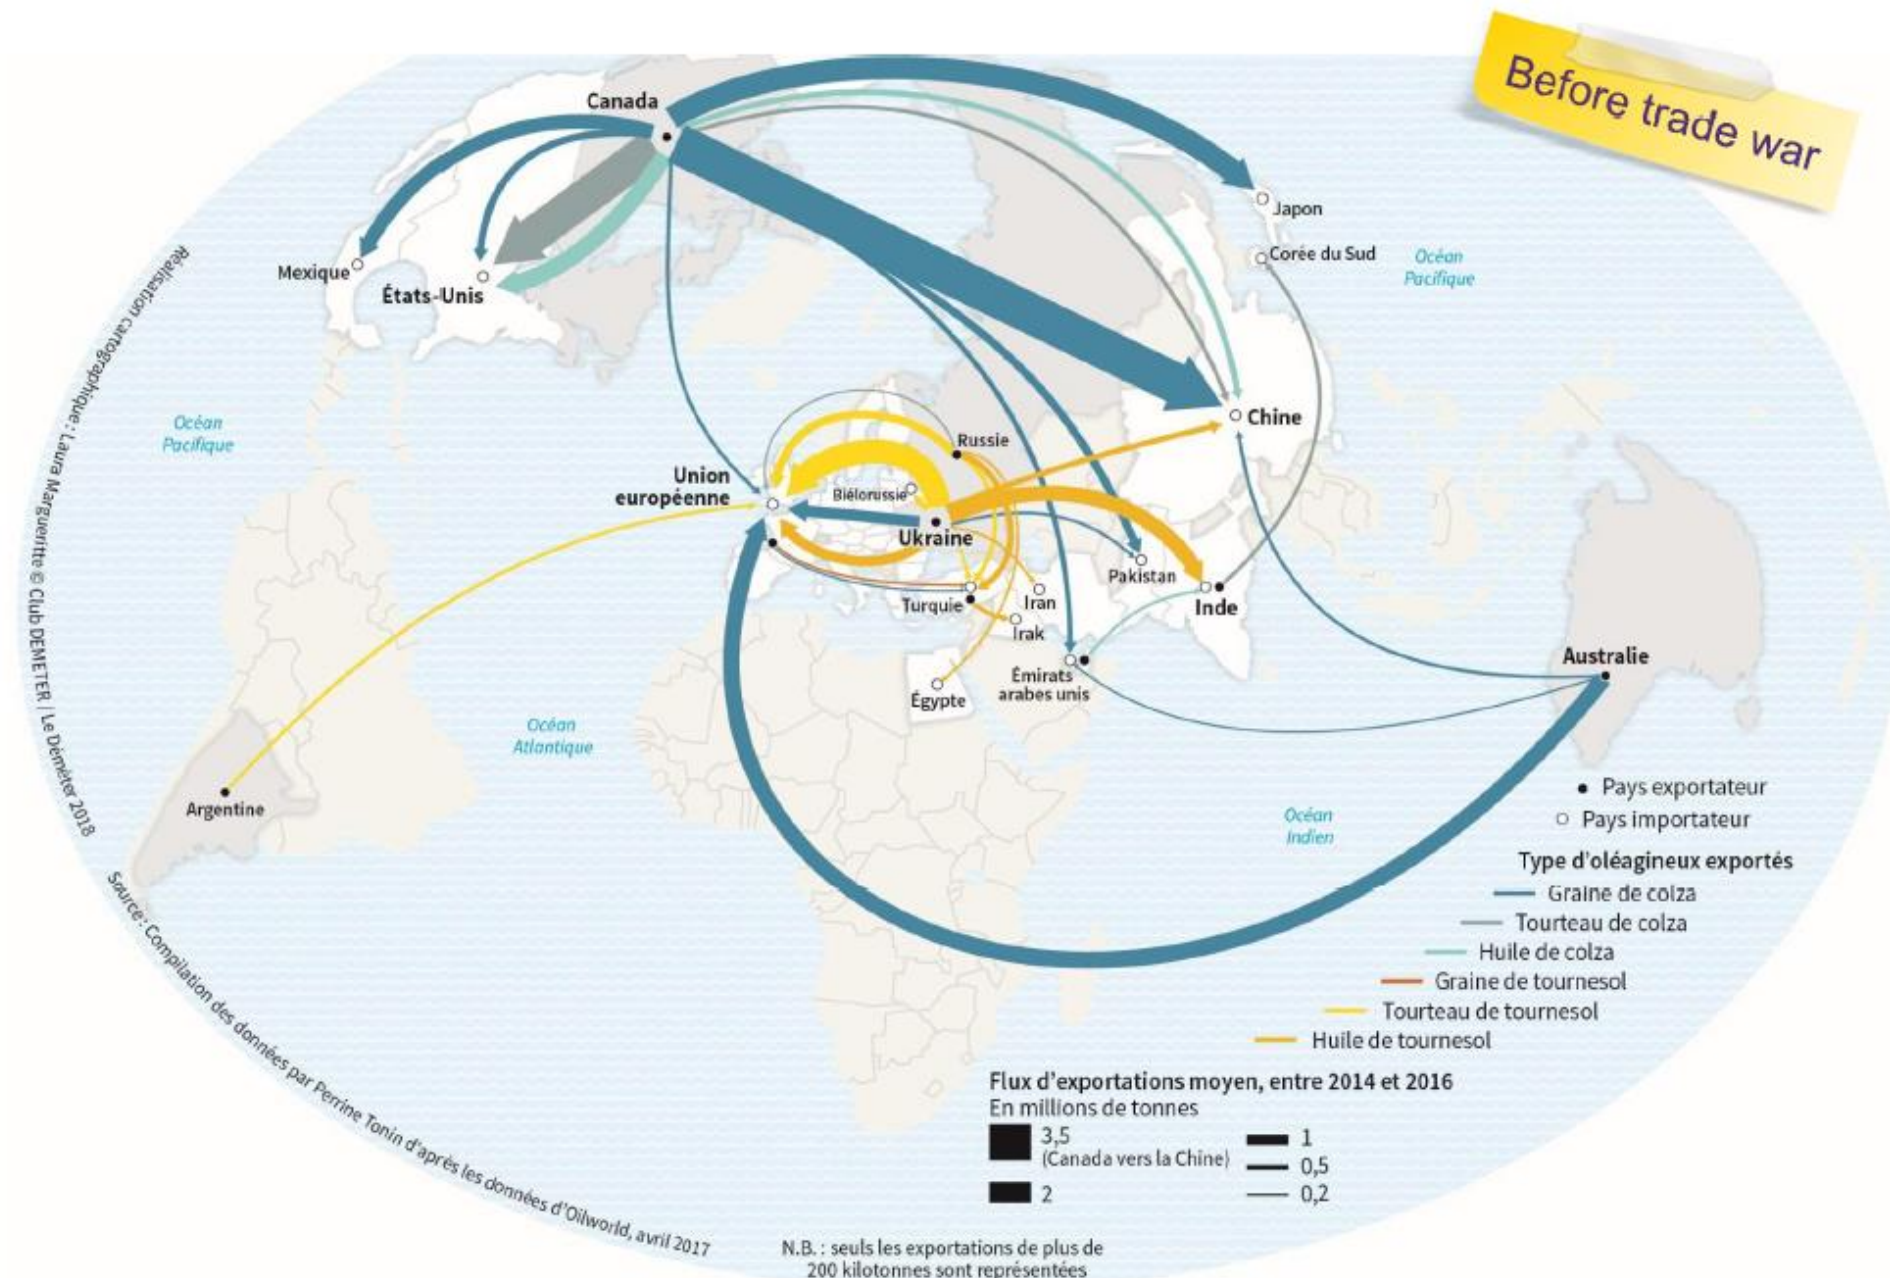 Before trade war
Canada
Japon
Corée du Sud
Océan
Pacifique
Mexique
États-Unis
Océan
Pacifique
Chine
Russie
Union
européenne
Biélorussie
Ukraine
Pakistan
Inde
Turquie
Iran
Irak
Émirats
arabes unis
Égypte
Australie
Océan
Atlantique
Argentine
Océan
Indien
Réalisation cartographique : Laura Margueritte © Club DEMETER | Le Déméter 2018
Source : Compilation des données par Perrine Tonin d'après les données d'Oilworld, avril 2017
Pays exportateur
Pays importateur
Type d'oléagineux exportés
Graine de colza
Tourteau de colza
Huile de colza
Graine de tournesol
Tourteau de tournesol
Huile de tournesol
Flux d'exportations moyen, entre 2014 et 2016
En millions de tonnes
3,5
(Canada vers la Chine)
2
1
0,5
0,2
N.B. : seuls les exportations de plus de
200 kilotonnes sont représentées